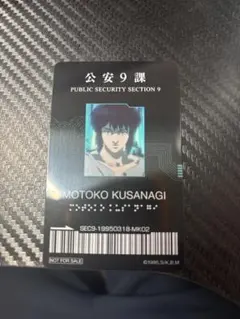 公安9課
PUBLIC SECURITY SECTION 9
MOTOKO KUSANAGI
SEC9-19950318-MK02
NOT FOR SALE